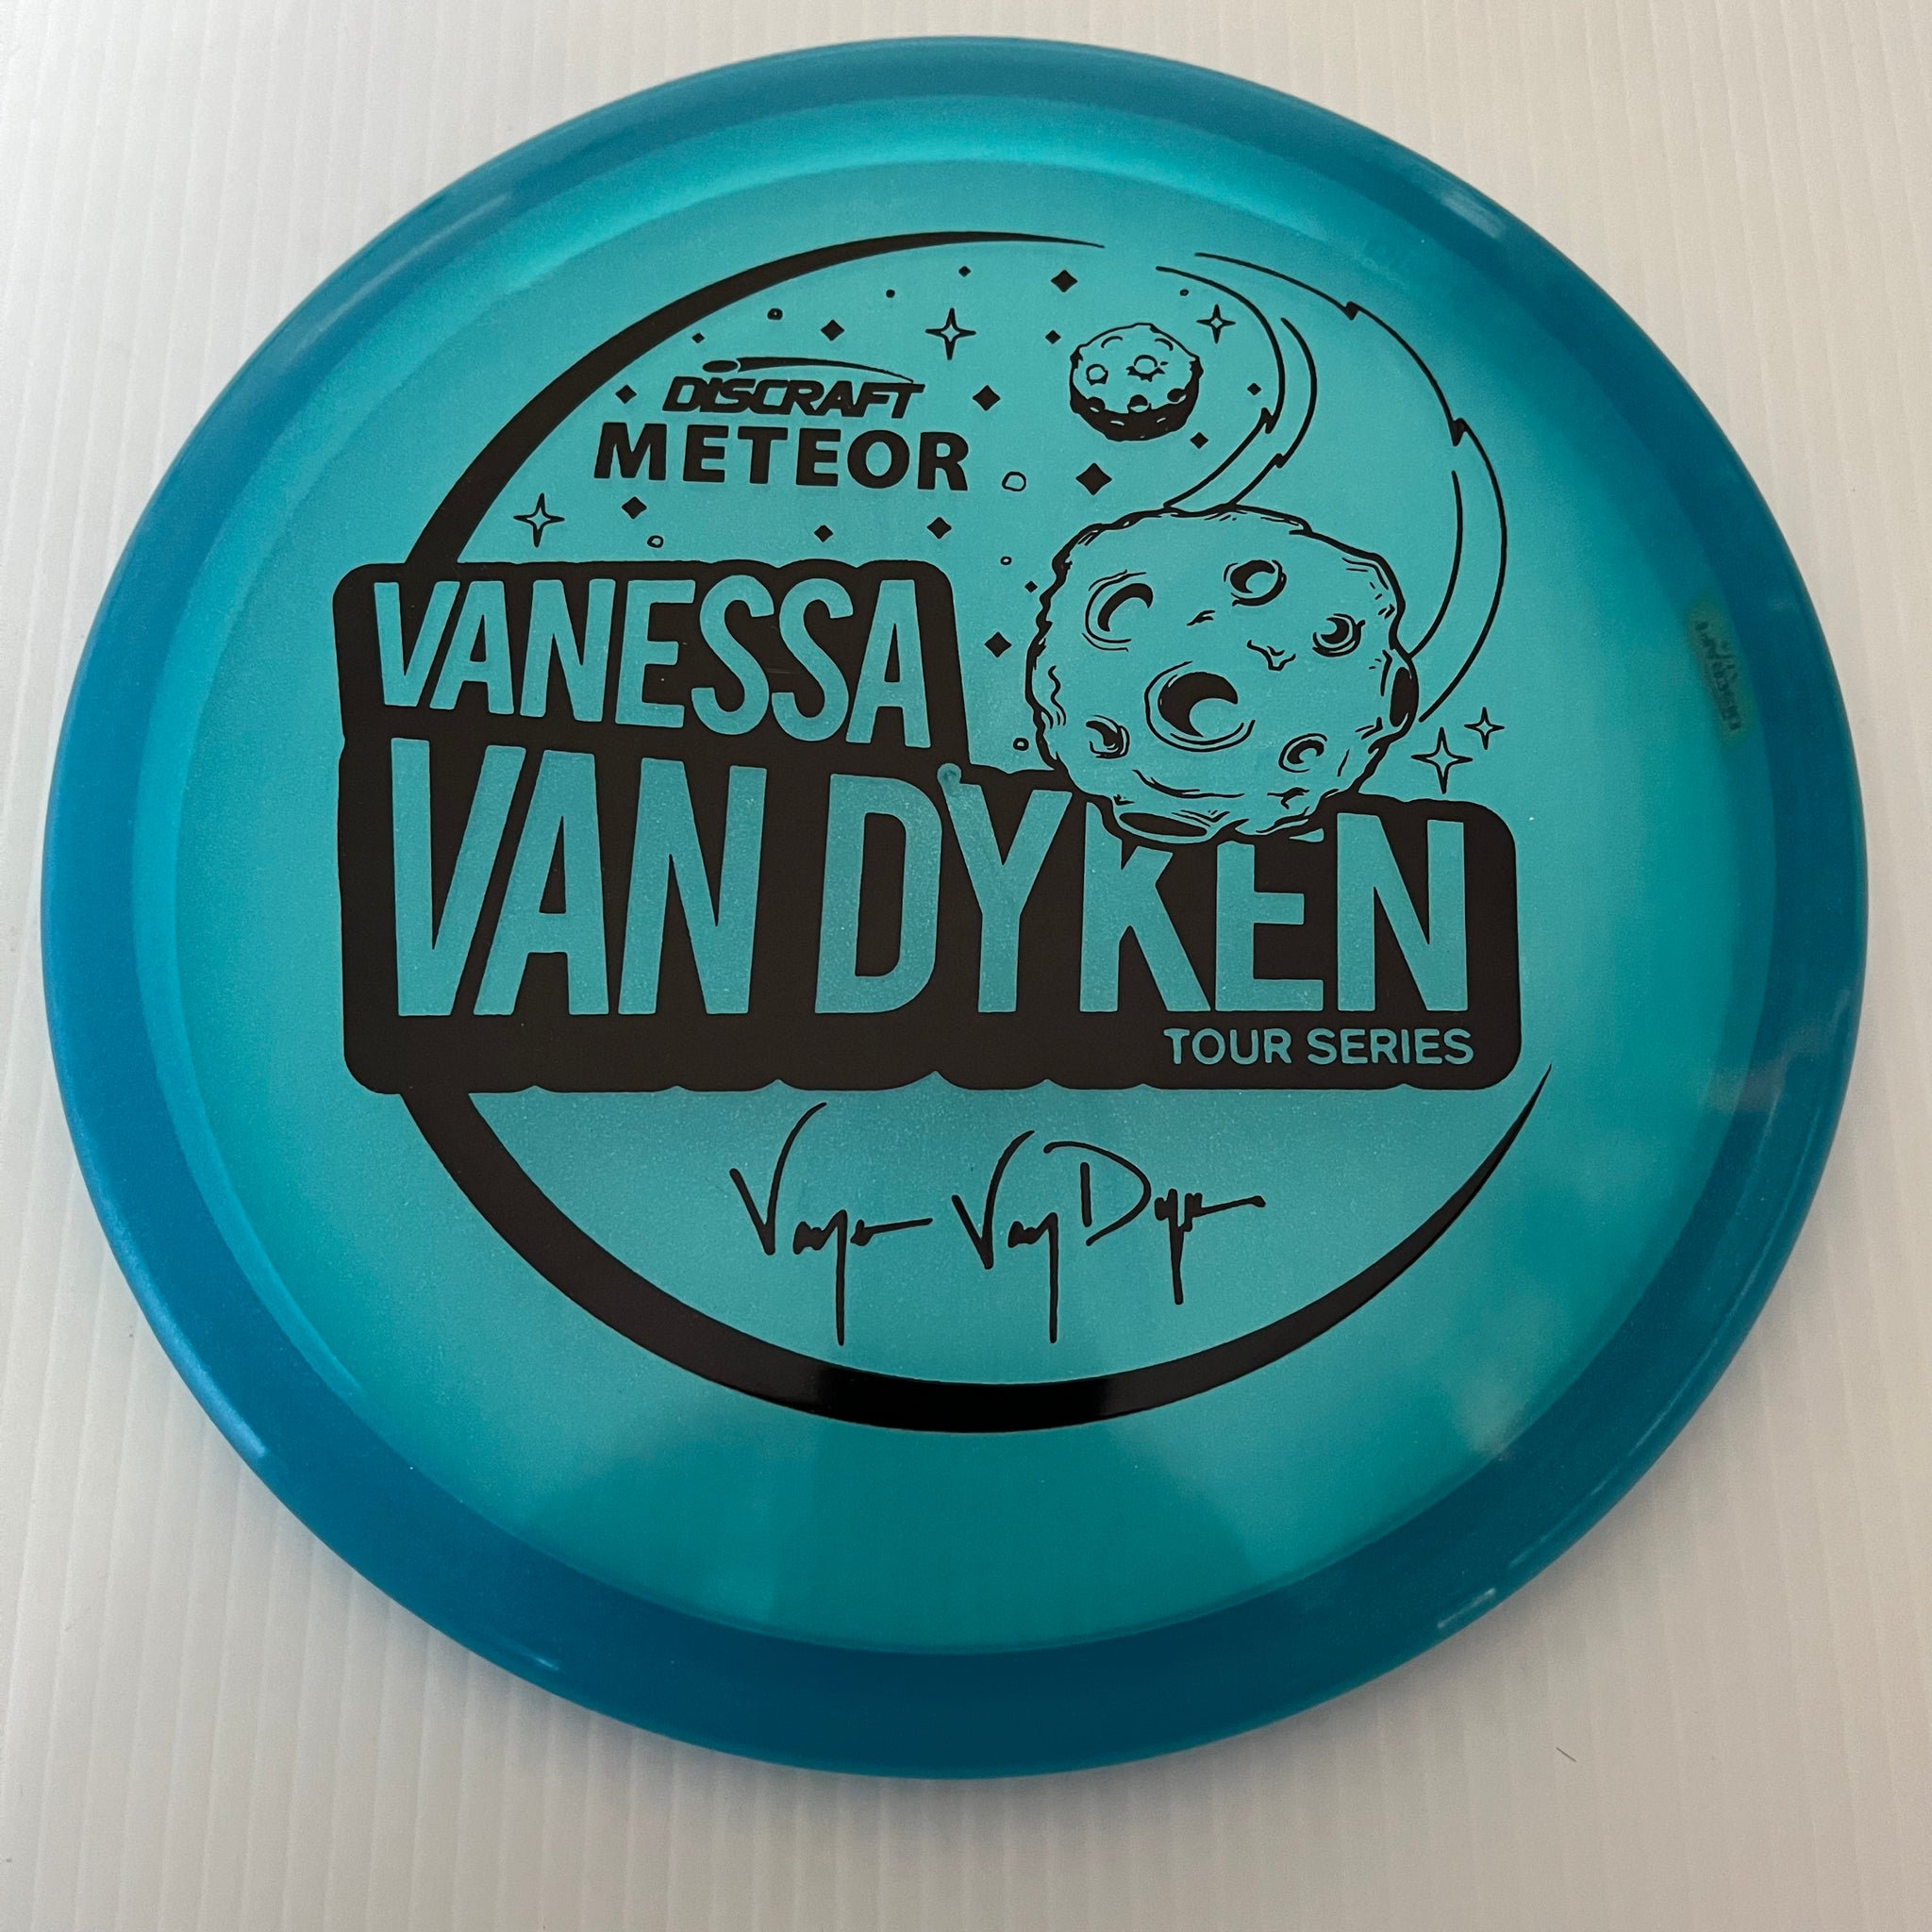 DISCRAFT
METEOR
VANESSA
VAN DYKEN
TOUR SERIES